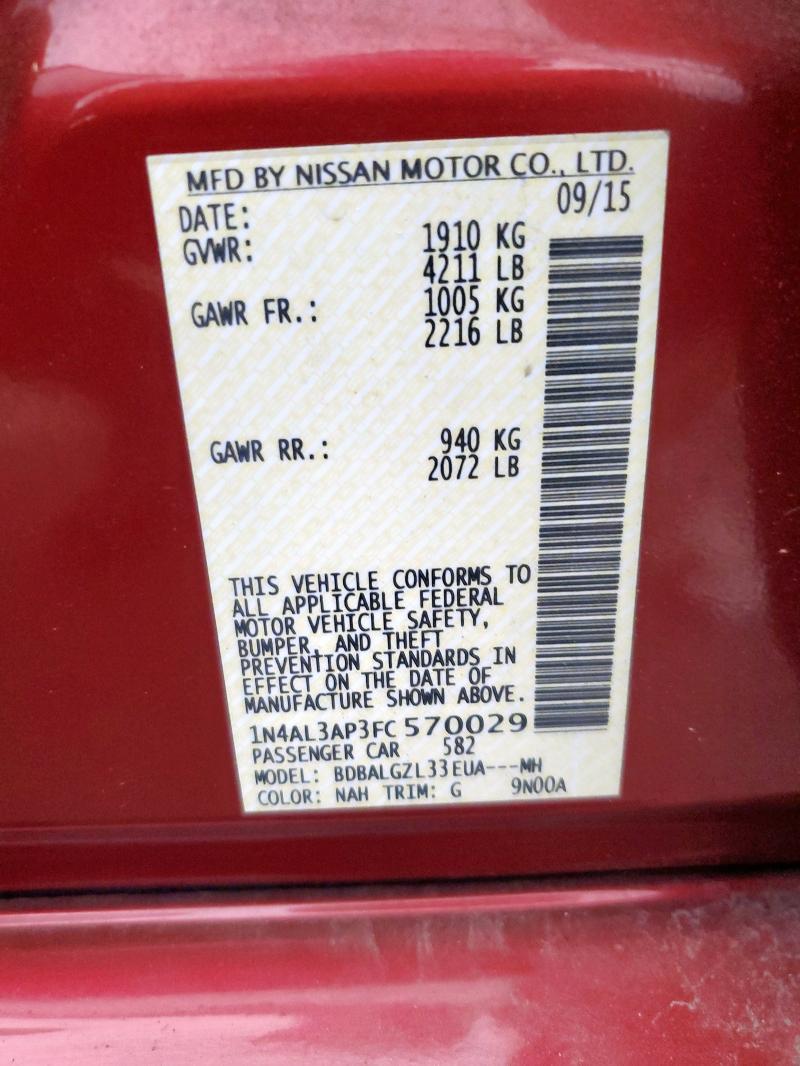 MFD BY NISSAN MOTOR CO., LTD.
DATE: 09/15
GVWR: 1910 KG
4211 LB
GAWR FR.: 1005 KG
2216 LB
GAWR RR.: 940 KG
2072 LB
THIS VEHICLE CONFORMS TO
ALL APPLICABLE FEDERAL
MOTOR VEHICLE SAFETY,
BUMPER, AND THEFT
PREVENTION STANDARDS IN
EFFECT ON THE DATE OF
MANUFACTURE SHOWN ABOVE.
1N4AL3AP3FC570029
PASSENGER CAR 582
MODEL: BDBALGZL33EUA---MH
COLOR: NAH TRIM: G 9N00A